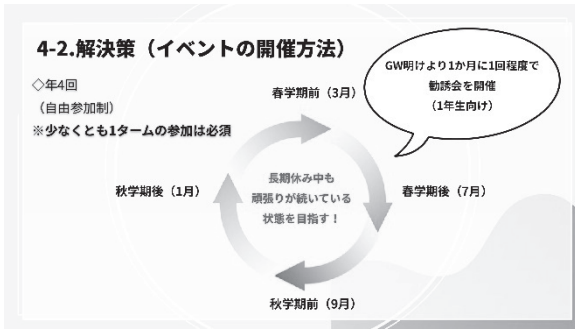 4-2.解決策（イベントの開催方法）
◇年4回
（自由参加制）
※少なくとも1タームの参加は必須
GW明けより1か月に1回程度で
勧誘会を開催
（1年生向け）
春学期前（3月）
秋学期後（1月）
長期休み中も
頑張りが続いている
状態を目指す！
春学期後（7月）
秋学期前（9月）